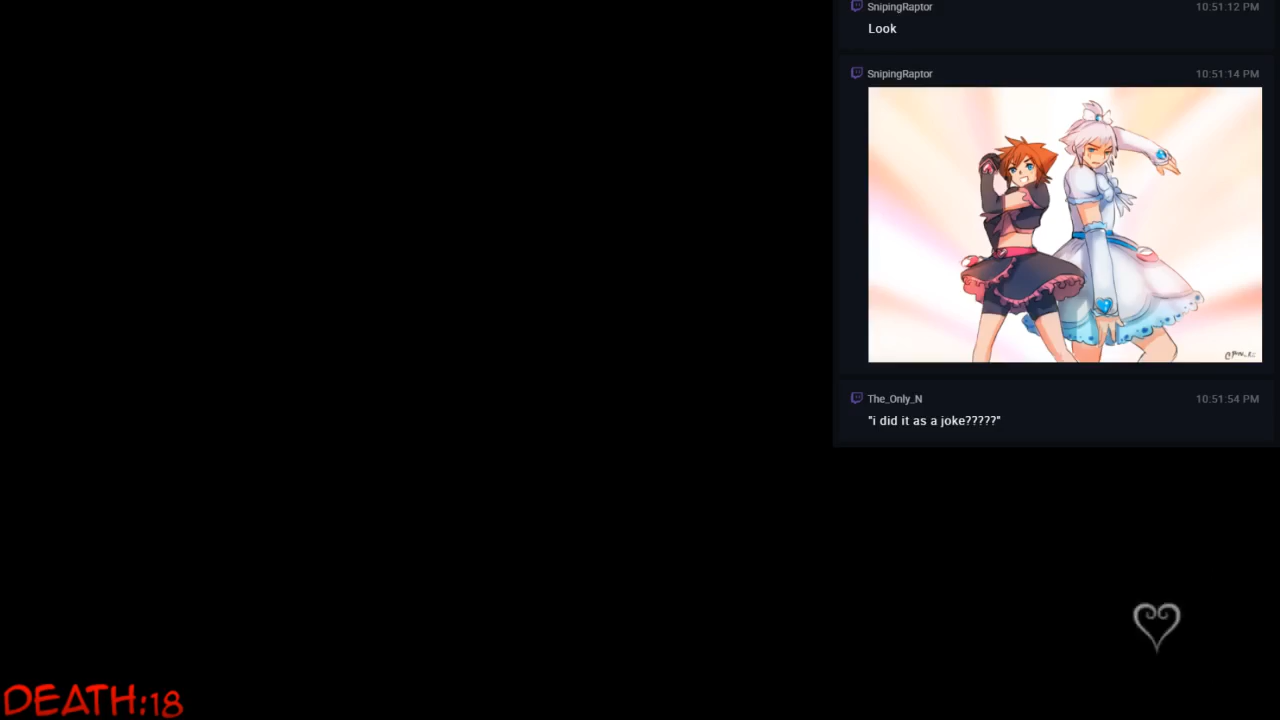 SnipingRaptor 10.51.12 PM
Look
SnipingRaptor 10.51.14 PM
The_Only_N 10.51.54 PM
"i did it as a joke?????"
DEATH:18